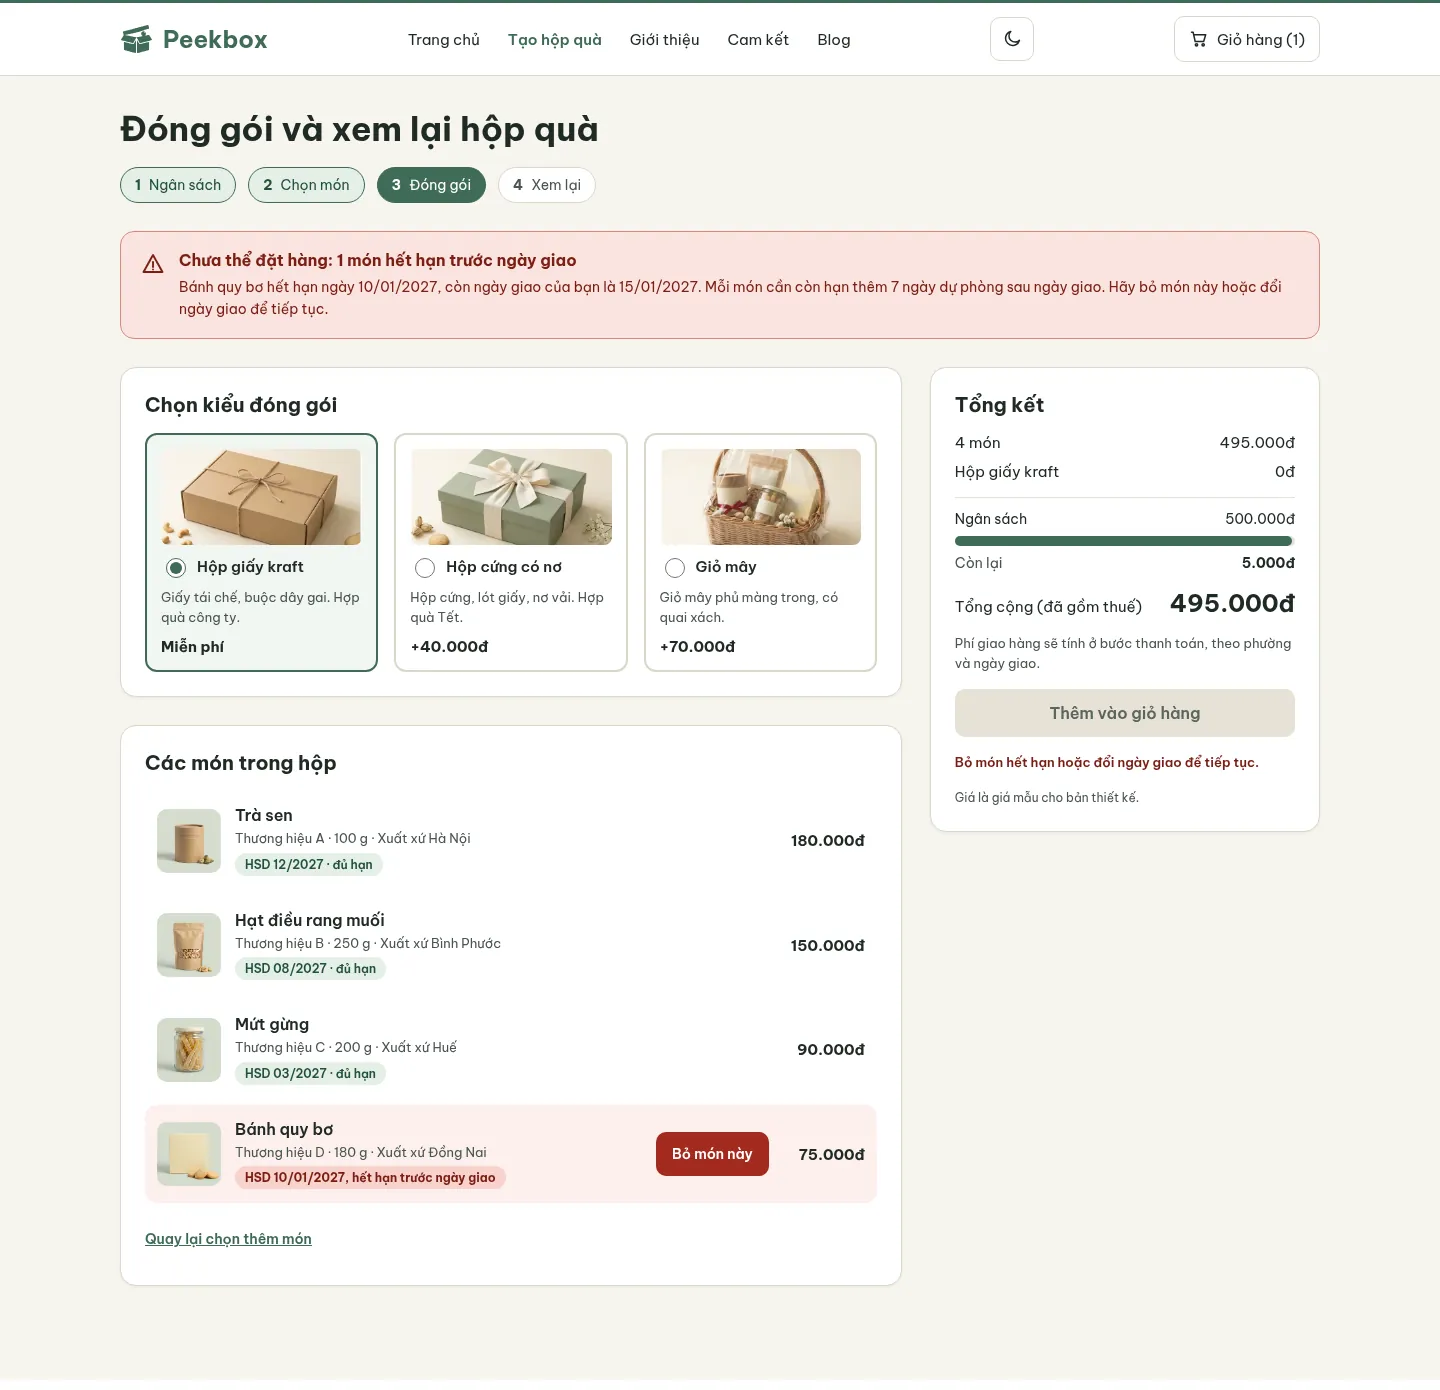 Peekbox
Trang chủ
Tạo hộp quà
Giới thiệu
Cam kết
Blog
Giỏ hàng (1)
Đóng gói và xem lại hộp quà
1 Ngân sách
2 Chọn món
3 Đóng gói
4 Xem lại
Chưa thể đặt hàng: 1 món hết hạn trước ngày giao
Bánh quy bơ hết hạn ngày 10/01/2027, còn ngày giao của bạn là 15/01/2027. Mỗi món cần còn hạn thêm 7 ngày dự phòng sau ngày giao. Hãy bỏ món này hoặc đổi
ngày giao để tiếp tục.
Chọn kiểu đóng gói
Hộp giấy kraft
Giấy tái chế, buộc dây gai. Hợp
quà công ty.
Miễn phí
Hộp cứng có nơ
Hộp cứng, lót giấy, nơ vải. Hợp
quà Tết.
+40.000đ
Giỏ mây
Giỏ mây phủ màng trong, có
quai xách.
+70.000đ
Các món trong hộp
Trà sen
Thương hiệu A · 100 g · Xuất xứ Hà Nội
HSD 12/2027 · đủ hạn
180.000đ
Hạt điều rang muối
Thương hiệu B · 250 g · Xuất xứ Bình Phước
HSD 08/2027 · đủ hạn
150.000đ
Mứt gừng
Thương hiệu C · 200 g · Xuất xứ Huế
HSD 03/2027 · đủ hạn
90.000đ
Bánh quy bơ
Thương hiệu D · 180 g · Xuất xứ Đồng Nai
HSD 10/01/2027, hết hạn trước ngày giao
Bỏ món này
75.000đ
Quay lại chọn thêm món
Tổng kết
4 món 495.000đ
Hộp giấy kraft 0đ
Ngân sách 500.000đ
Còn lại 5.000đ
Tổng cộng (đã gồm thuế) 495.000đ
Phí giao hàng sẽ tính ở bước thanh toán, theo phường
và ngày giao.
Thêm vào giỏ hàng
Bỏ món hết hạn hoặc đổi ngày giao để tiếp tục.
Giá là giá mẫu cho bản thiết kế.